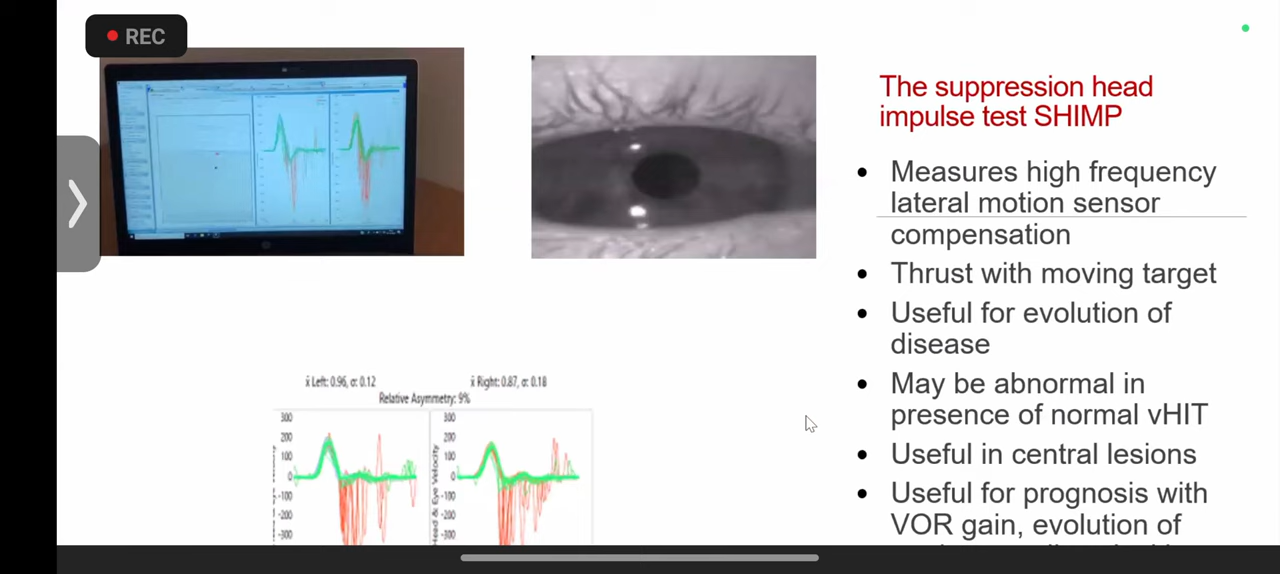 REC
The suppression head
impulse test SHIMP
Measures high frequency
lateral motion sensor
compensation
Thrust with moving target
Useful for evolution of
disease
May be abnormal in
presence of normal vHIT
Useful in central lesions
Useful for prognosis with
VOR gain, evolution of
x̄ Left: 0.96, σ: 0.12
x̄ Right: 0.87, σ: 0.18
Relative Asymmetry: 9%
300
200
100
0
-100
-200
-300
Head & Eye Velocity
300
200
100
0
-100
-200
-300